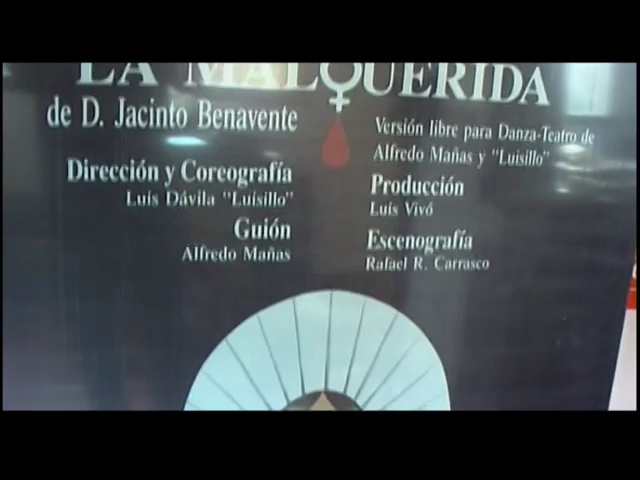 LA MALQUERIDA
de D. Jacinto Benavente
Versión libre para Danza-Teatro de
Alfredo Mañas y "Luisillo"
Dirección y Coreografía
Luis Dávila "Luisillo"
Guión
Alfredo Mañas
Producción
Luis Vivó
Escenografía
Rafael R. Carrasco